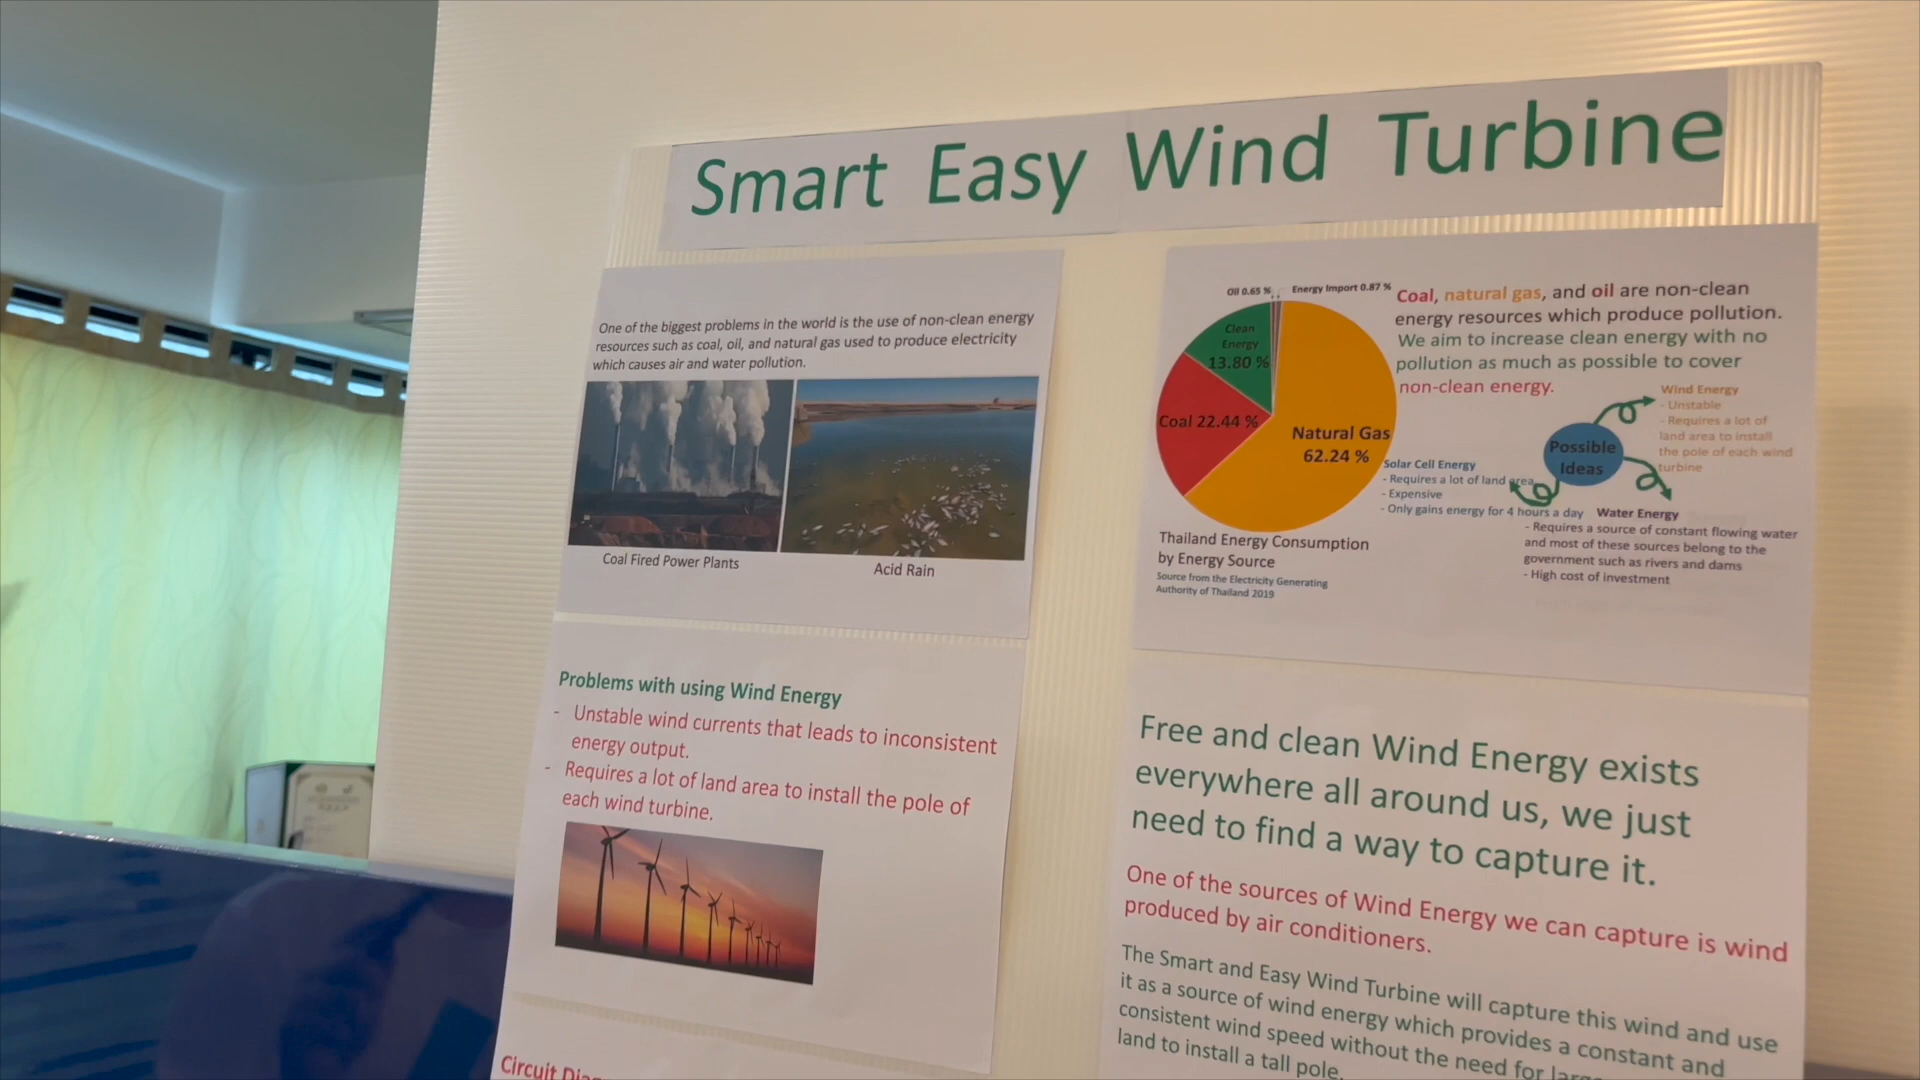 Smart Easy Wind Turbine
One of the biggest problems in the world is the use of non-clean energy
resources such as coal, oil, and natural gas used to produce electricity
which causes air and water pollution.
Coal Fired Power Plants
Acid Rain
Oil 0.65 %
Energy Import 0.87 %
Clean
Energy
13.80 %
Coal 22.44 %
Natural Gas
62.24 %
Thailand Energy Consumption
by Energy Source
Source from the Electricity Generating
Authority of Thailand 2019
Coal, natural gas, and oil are non-clean
energy resources which produce pollution.
We aim to increase clean energy with no
pollution as much as possible to cover
non-clean energy.
Possible
Ideas
Wind Energy
- Unstable
- Requires a lot of
land area to install
the pole of each wind
turbine
Solar Cell Energy
- Requires a lot of land area
- Expensive
- Only gains energy for 4 hours a day
Water Energy
- Requires a source of constant flowing water
and most of these sources belong to the
government such as rivers and dams
- High cost of investment
Problems with using Wind Energy
- Unstable wind currents that leads to inconsistent
energy output.
- Requires a lot of land area to install the pole of
each wind turbine.
Free and clean Wind Energy exists
everywhere all around us, we just
need to find a way to capture it.
One of the sources of Wind Energy we can capture is wind
produced by air conditioners.
The Smart and Easy Wind Turbine will capture this wind and use
it as a source of wind energy which provides a constant and
consistent wind speed without the need for
land to install a tall pole.
Circuit